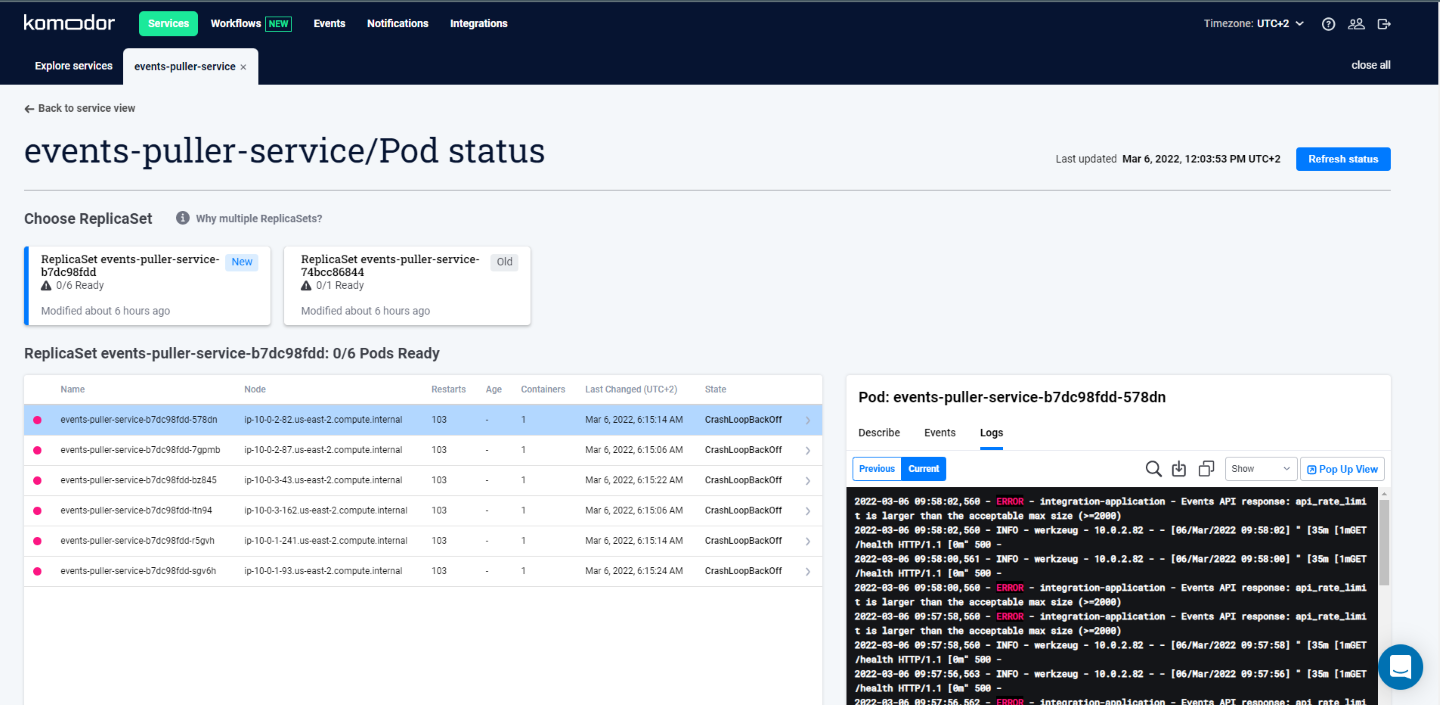 komodor
Services
Workflows NEW
Events
Notifications
Integrations
Timezone: UTC+2
Explore services
events-puller-service ×
close all
← Back to service view
events-puller-service/Pod status
Last updated Mar 6, 2022, 12:03:53 PM UTC+2
Refresh status
Choose ReplicaSet
Why multiple ReplicaSets?
ReplicaSet events-puller-service-
b7dc98fdd
New
0/6 Ready
Modified about 6 hours ago
ReplicaSet events-puller-service-
74bcc86844
Old
0/1 Ready
Modified about 6 hours ago
ReplicaSet events-puller-service-b7dc98fdd: 0/6 Pods Ready
Name Node Restarts Age Containers Last Changed (UTC+2) State
events-puller-service-b7dc98fdd-578dn ip-10-0-2-82.us-east-2.compute.internal 103 - 1 Mar 6, 2022, 6:15:14 AM CrashLoopBackOff
events-puller-service-b7dc98fdd-7gpmb ip-10-0-2-87.us-east-2.compute.internal 103 - 1 Mar 6, 2022, 6:15:06 AM CrashLoopBackOff
events-puller-service-b7dc98fdd-bz845 ip-10-0-3-43.us-east-2.compute.internal 103 - 1 Mar 6, 2022, 6:15:22 AM CrashLoopBackOff
events-puller-service-b7dc98fdd-ltn94 ip-10-0-3-162.us-east-2.compute.internal 103 - 1 Mar 6, 2022, 6:15:06 AM CrashLoopBackOff
events-puller-service-b7dc98fdd-r5gvh ip-10-0-1-241.us-east-2.compute.internal 103 - 1 Mar 6, 2022, 6:15:14 AM CrashLoopBackOff
events-puller-service-b7dc98fdd-sgv6h ip-10-0-1-93.us-east-2.compute.internal 103 - 1 Mar 6, 2022, 6:15:24 AM CrashLoopBackOff
Pod: events-puller-service-b7dc98fdd-578dn
Describe Events Logs
Previous Current
Show
Pop Up View
2022-03-06 09:58:02,560 - ERROR - integration-application - Events API response: api_rate_limi
t is larger than the acceptable max size (>=2000)
2022-03-06 09:58:02,560 - INFO - werkzeug - 10.0.2.82 - - [06/Mar/2022 09:58:02] " [35m [1mGET
/health HTTP/1.1 [0m" 500 -
2022-03-06 09:58:00,561 - INFO - werkzeug - 10.0.2.82 - - [06/Mar/2022 09:58:00] " [35m [1mGET
/health HTTP/1.1 [0m" 500 -
2022-03-06 09:58:00,560 - ERROR - integration-application - Events API response: api_rate_limi
t is larger than the acceptable max size (>=2000)
2022-03-06 09:57:58,560 - ERROR - integration-application - Events API response: api_rate_limi
t is larger than the acceptable max size (>=2000)
2022-03-06 09:57:58,560 - INFO - werkzeug - 10.0.2.82 - - [06/Mar/2022 09:57:58] " [35m [1mGET
/health HTTP/1.1 [0m" 500 -
2022-03-06 09:57:56,563 - INFO - werkzeug - 10.0.2.82 - - [06/Mar/2022 09:57:56] " [35m [1mGET
/health HTTP/1.1 [0m" 500 -
2022-03-06 09:57:56,562 - ERROR - integration-application - Events API response: api_rate_limi